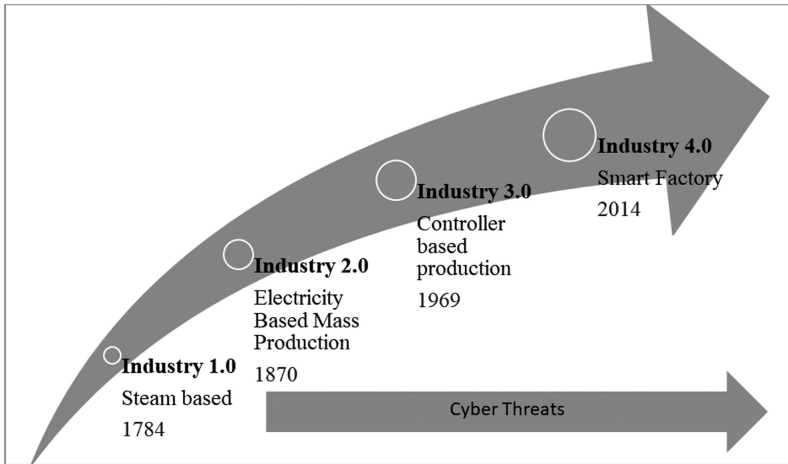 Industry 1.0
Steam based
1784
Industry 2.0
Electricity
Based Mass
Production
1870
Industry 3.0
Controller
based
production
1969
Industry 4.0
Smart Factory
2014
Cyber Threats